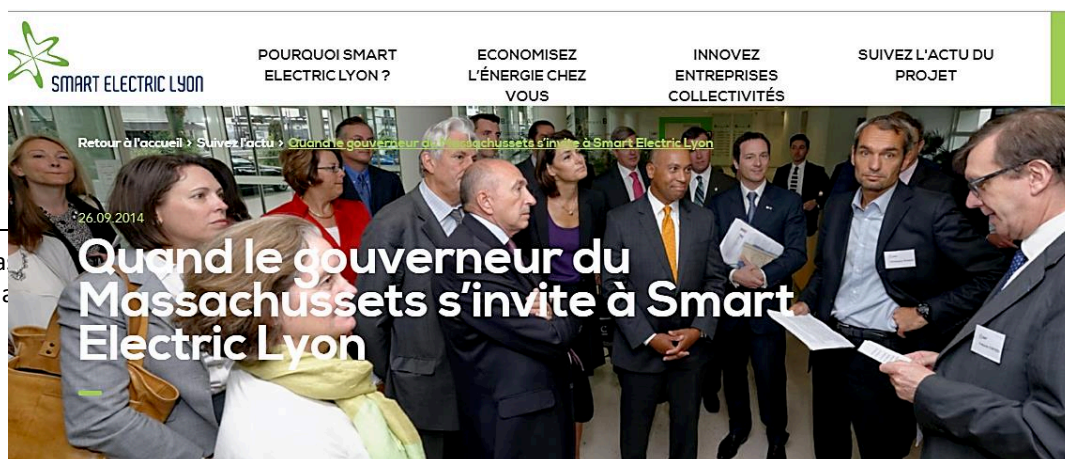 SMART ELECTRIC LYON
POURQUOI SMART
ELECTRIC LYON ?
ECONOMISEZ
L'ÉNERGIE CHEZ
VOUS
INNOVEZ
ENTREPRISES
COLLECTIVITÉS
SUIVEZ L'ACTU DU
PROJET
Retour à l'accueil > Suivez l'actu > Quand le gouverneur du Massachussets s'invite à Smart Electric Lyon
26.09.2014
Quand le gouverneur du
Massachussets s'invite à Smart
Electric Lyon